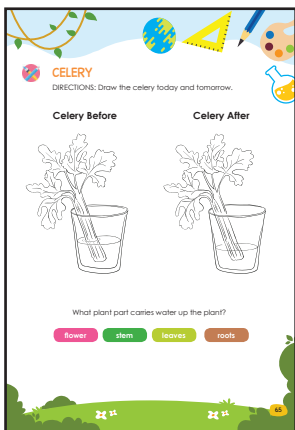 CELERY
DIRECTIONS: Draw the celery today and tomorrow.
Celery Before
Celery After
What plant part carries water up the plant?
flower
stem
leaves
roots
65